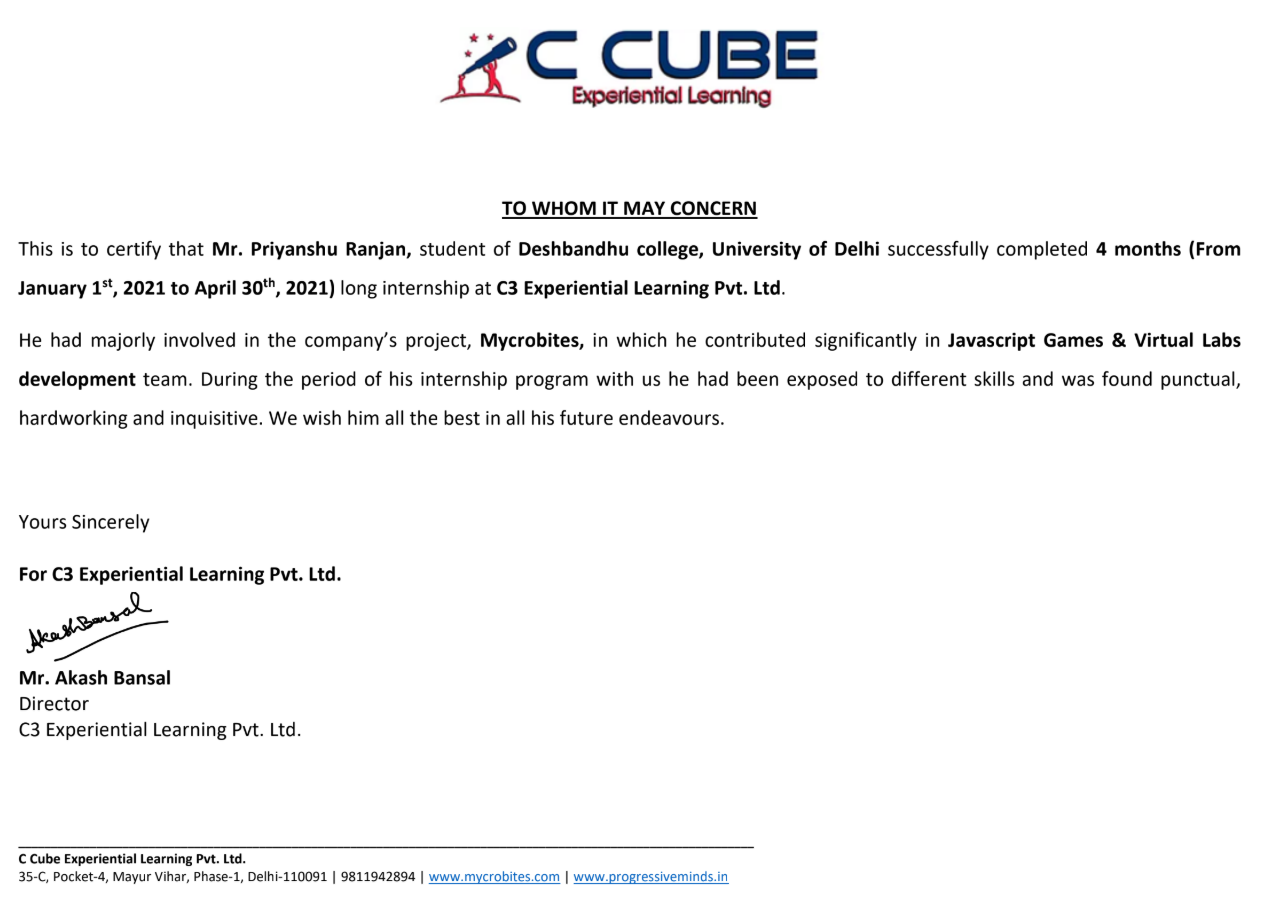 C CUBE
Experiential Learning
TO WHOM IT MAY CONCERN
This is to certify that Mr. Priyanshu Ranjan, student of Deshbandhu college, University of Delhi successfully completed 4 months (From
January 1st, 2021 to April 30th, 2021) long internship at C3 Experiential Learning Pvt. Ltd.
He had majorly involved in the company’s project, Mycrobites, in which he contributed significantly in Javascript Games & Virtual Labs
development team. During the period of his internship program with us he had been exposed to different skills and was found punctual,
hardworking and inquisitive. We wish him all the best in all his future endeavours.
Yours Sincerely
For C3 Experiential Learning Pvt. Ltd.
Akash Bansal
Mr. Akash Bansal
Director
C3 Experiential Learning Pvt. Ltd.
C Cube Experiential Learning Pvt. Ltd.
35-C, Pocket-4, Mayur Vihar, Phase-1, Delhi-110091 | 9811942894 | www.mycrobites.com | www.progressiveminds.in